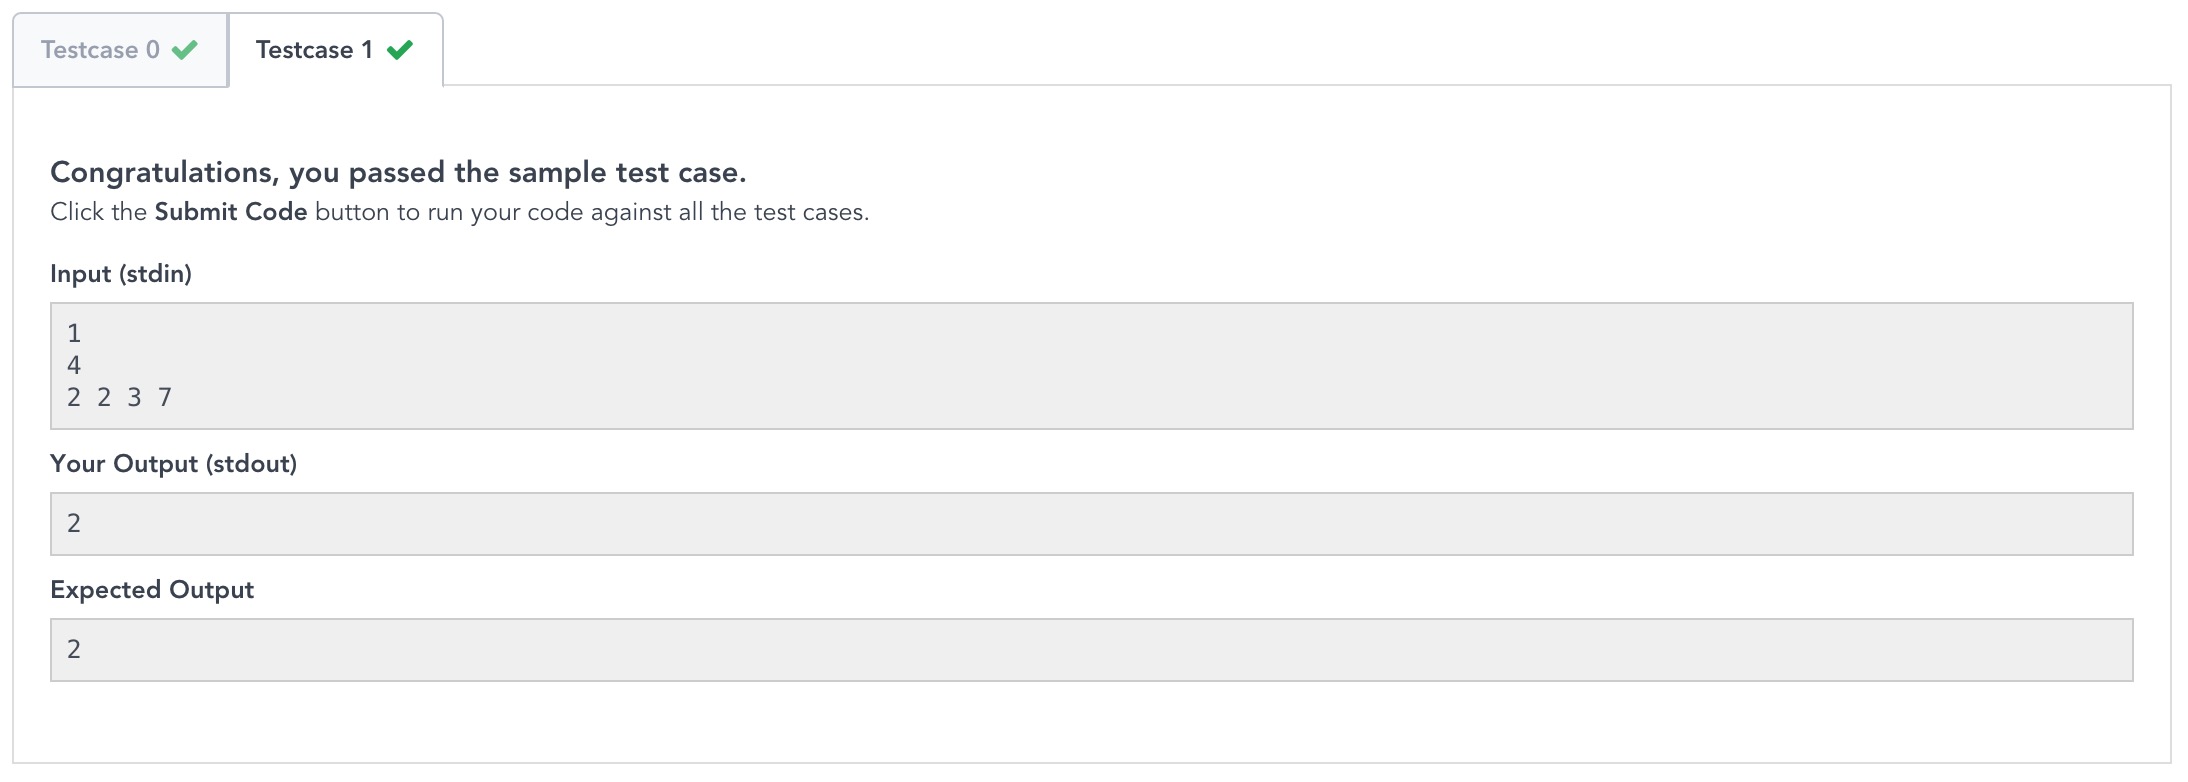 Testcase 0
Testcase 1
Congratulations, you passed the sample test case.
Click the Submit Code button to run your code against all the test cases.
Input (stdin)
1
4
2 2 3 7
Your Output (stdout)
2
Expected Output
2